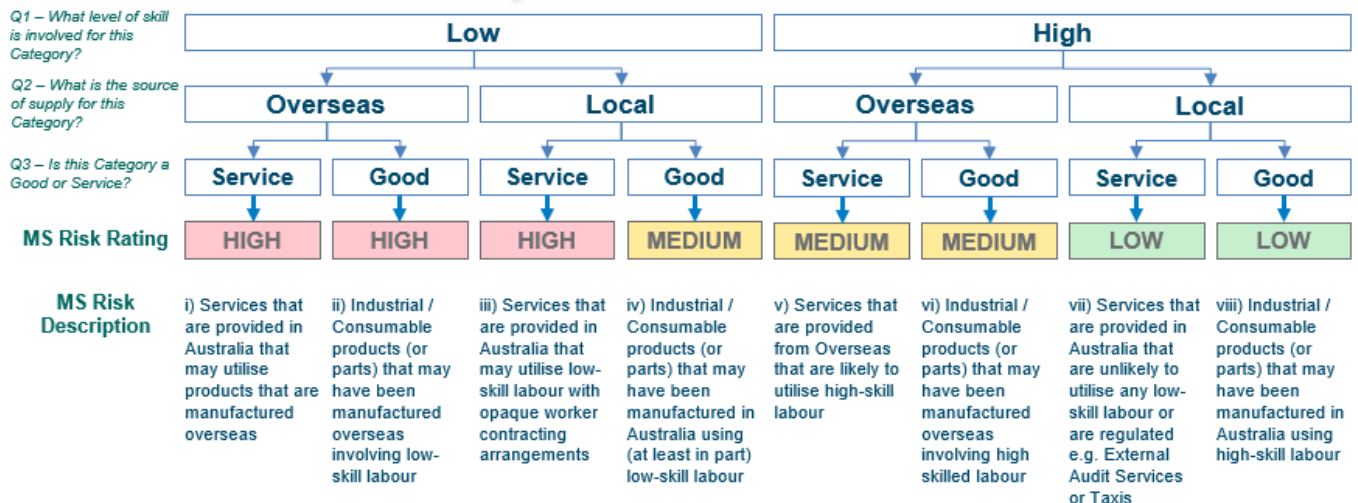 Q1 – What level of skill
is involved for this
Category?
Low
High
Q2 – What is the source
of supply for this
Category?
Overseas
Local
Overseas
Local
Q3 – Is this Category a
Good or Service?
Service
Good
Service
Good
Service
Good
Service
Good
MS Risk Rating
HIGH
HIGH
HIGH
MEDIUM
MEDIUM
MEDIUM
LOW
LOW
MS Risk
Description
i) Services that
are provided in
Australia that
may utilise
products that are
manufactured
overseas
ii) Industrial /
Consumable
products (or
parts) that may
have been
manufactured
overseas
involving low-
skill labour
iii) Services that
are provided in
Australia that
may utilise low-
skill labour with
opaque worker
contracting
arrangements
iv) Industrial /
Consumable
products (or
parts) that may
have been
manufactured in
Australia using
(at least in part)
low-skill labour
v) Services that
are provided
from Overseas
that are likely to
utilise high-skill
labour
vi) Industrial /
Consumable
products (or
parts) that may
have been
manufactured
overseas
involving high
skilled labour
vii) Services that
are provided in
Australia that
are unlikely to
utilise any low-
skill labour or
are regulated
e.g. External
Audit Services
or Taxis
viii) Industrial /
Consumable
products (or
parts) that may
have been
manufactured in
Australia using
high-skill labour